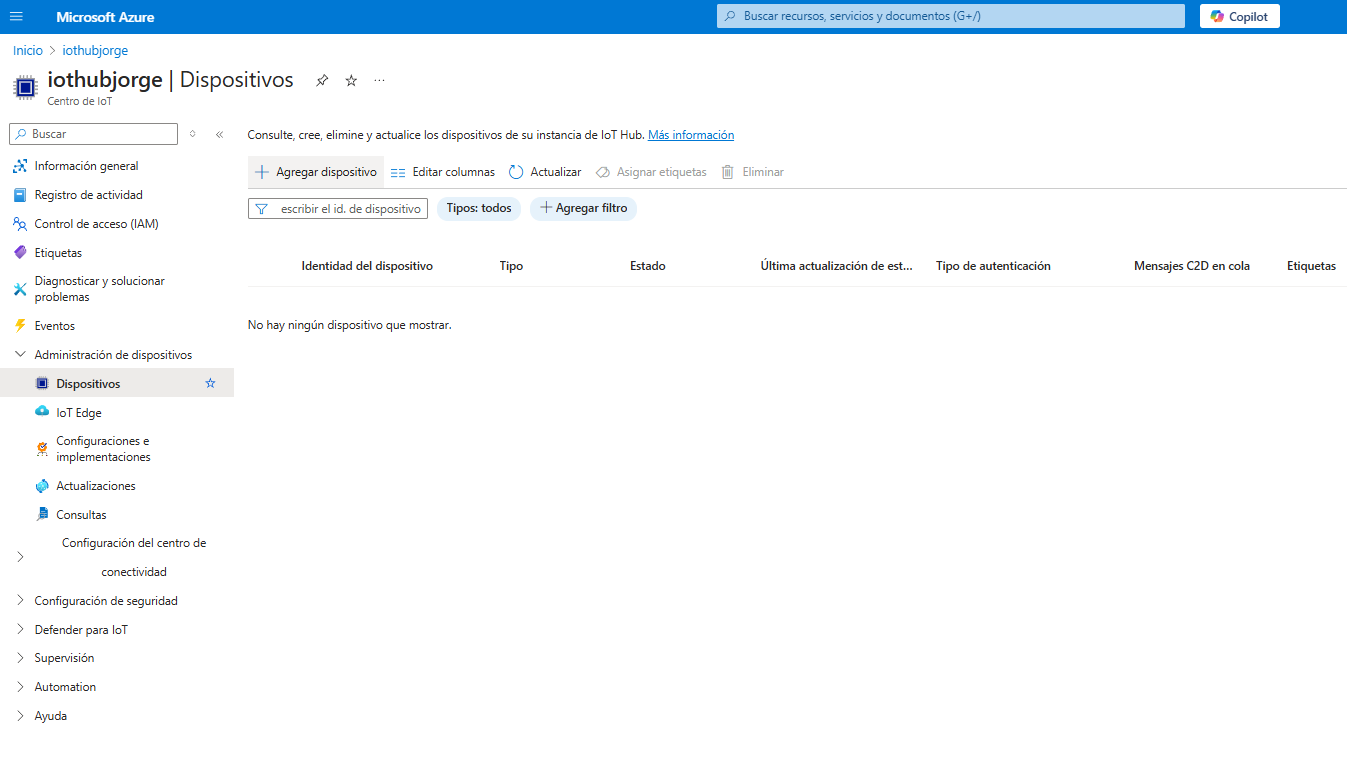 Microsoft Azure
Buscar recursos, servicios y documentos (G+/)
Copilot
Inicio > iothubjorge
iothubjorge | Dispositivos
Centro de IoT
Buscar
Información general
Registro de actividad
Control de acceso (IAM)
Etiquetas
Diagnosticar y solucionar
problemas
Eventos
Administración de dispositivos
Dispositivos
IoT Edge
Configuraciones e
implementaciones
Actualizaciones
Consultas
Configuración del centro de
conectividad
Configuración de seguridad
Defender para IoT
Supervisión
Automation
Ayuda
Consulte, cree, elimine y actualice los dispositivos de su instancia de IoT Hub. Más información
Agregar dispositivo Editar columnas Actualizar Asignar etiquetas Eliminar
escribir el id. de dispositivo Tipos: todos Agregar filtro
Identidad del dispositivo Tipo Estado Última actualización de est... Tipo de autenticación Mensajes C2D en cola Etiquetas
No hay ningún dispositivo que mostrar.